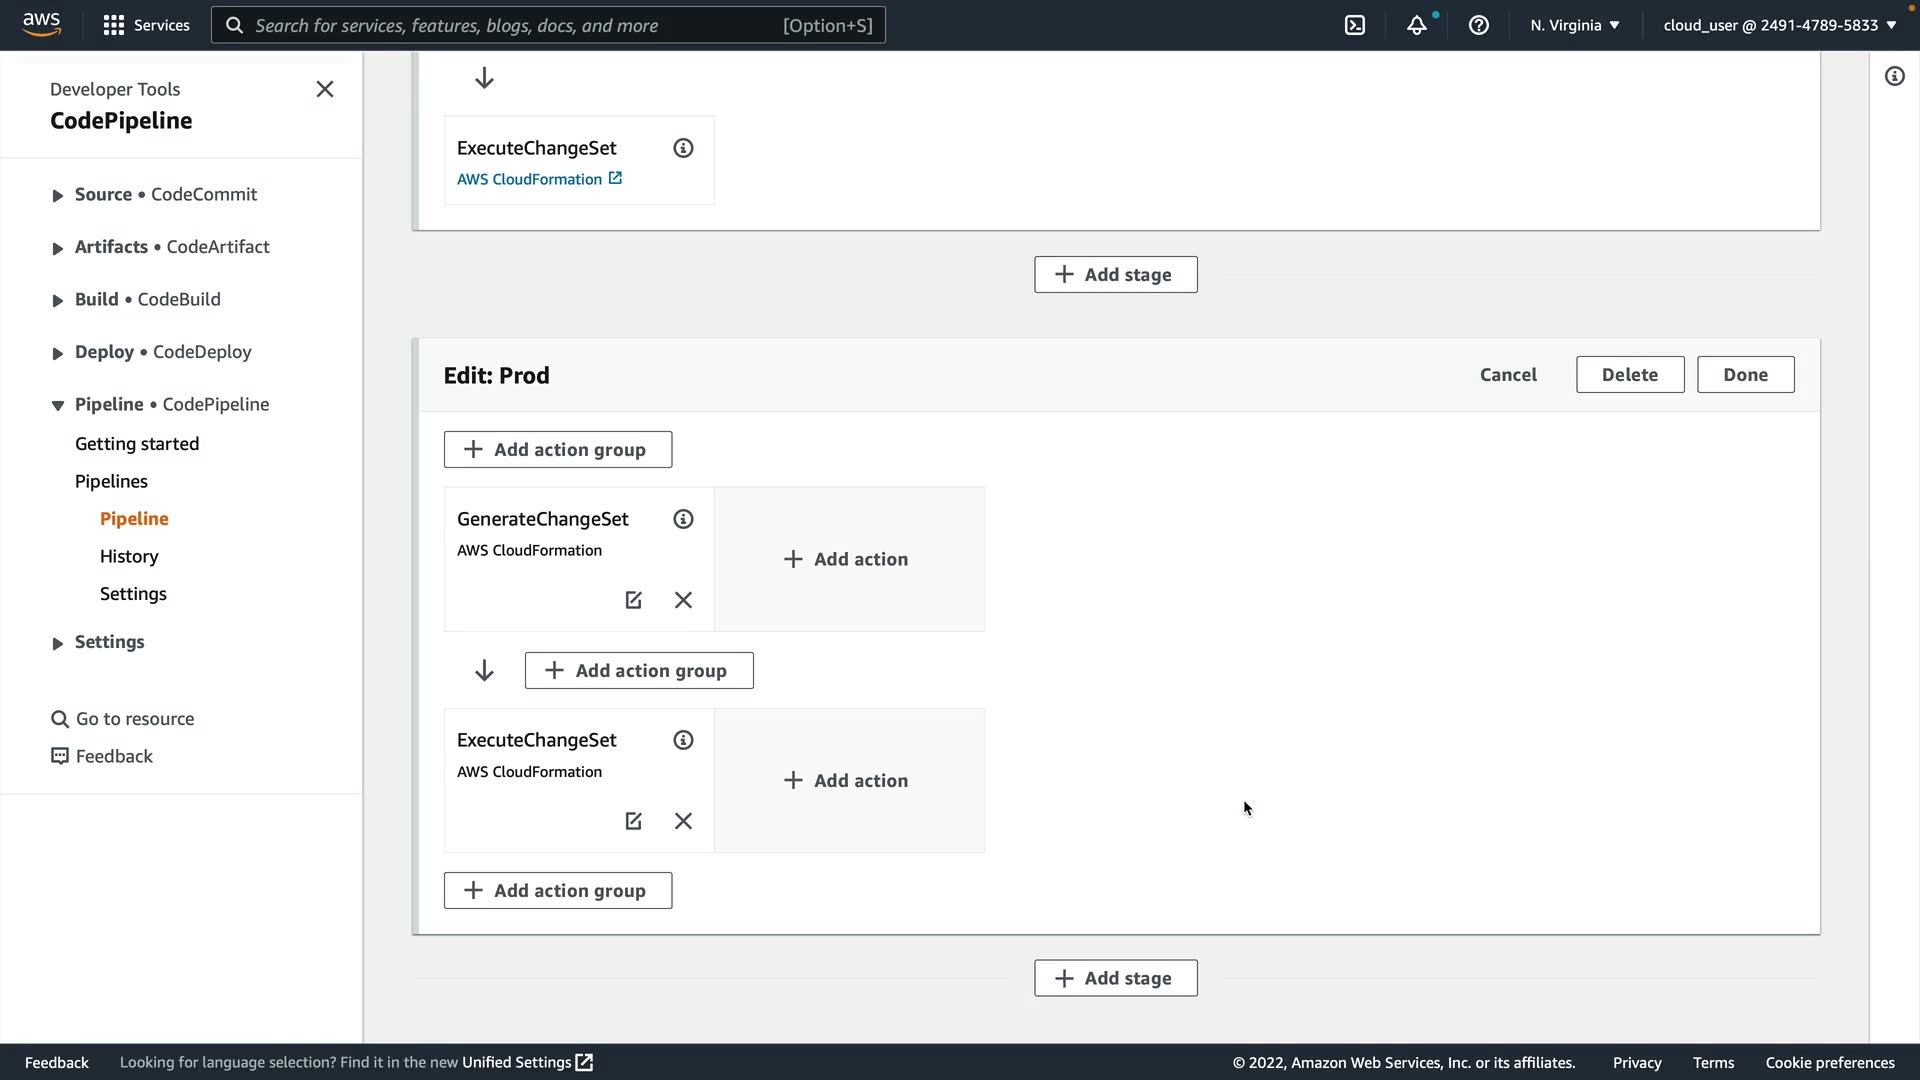 aws
Services
Search for services, features, blogs, docs, and more
[Option+S]
N. Virginia
cloud_user @ 2491-4789-5833
Developer Tools
CodePipeline
Source • CodeCommit
Artifacts • CodeArtifact
Build • CodeBuild
Deploy • CodeDeploy
Pipeline • CodePipeline
Getting started
Pipelines
Pipeline
History
Settings
Settings
Go to resource
Feedback
ExecuteChangeSet
AWS CloudFormation
Add stage
Edit: Prod
Cancel
Delete
Done
Add action group
GenerateChangeSet
AWS CloudFormation
Add action
Add action group
ExecuteChangeSet
AWS CloudFormation
Add action
Add action group
Add stage
Feedback
Looking for language selection? Find it in the new Unified Settings
© 2022, Amazon Web Services, Inc. or its affiliates.
Privacy
Terms
Cookie preferences